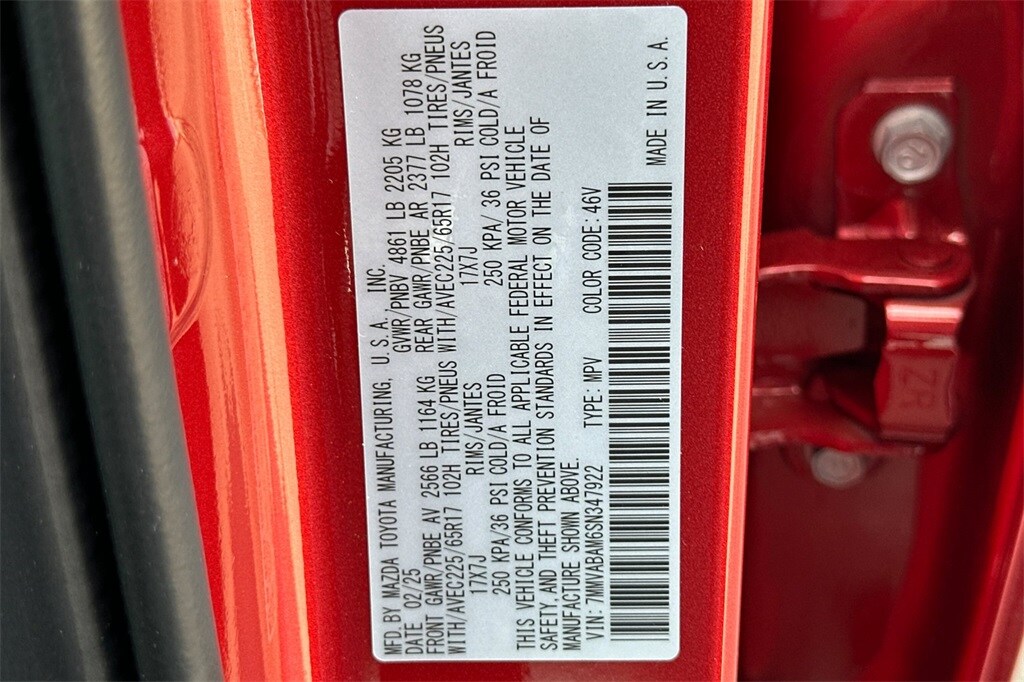 MFD. BY MAZDA TOYOTA MANUFACTURING, U.S.A., INC.
DATE 02/25 GVWR/PNBV 4861 LB 2205 KG
FRONT GAWR/PNBE AV 2566 LB 1164 KG REAR GAWR/PNBE AR 2377 LB 1078 KG
WITH/AVEC225/65R17 102H TIRES/PNEUS WITH/AVEC225/65R17 102H TIRES/PNEUS
17X7J RIMS/JANTES 17X7J RIMS/JANTES
250 KPA/36 PSI COLD/A FROID 250 KPA/ 36 PSI COLD/A FROID
THIS VEHICLE CONFORMS TO ALL APPLICABLE FEDERAL MOTOR VEHICLE
SAFETY AND THEFT PREVENTION STANDARDS IN EFFECT ON THE DATE OF
MANUFACTURE SHOWN ABOVE.
VIN: 7MMVABAM6SN347922 TYPE: MPV COLOR CODE: 46V
MADE IN U.S.A.
ZR